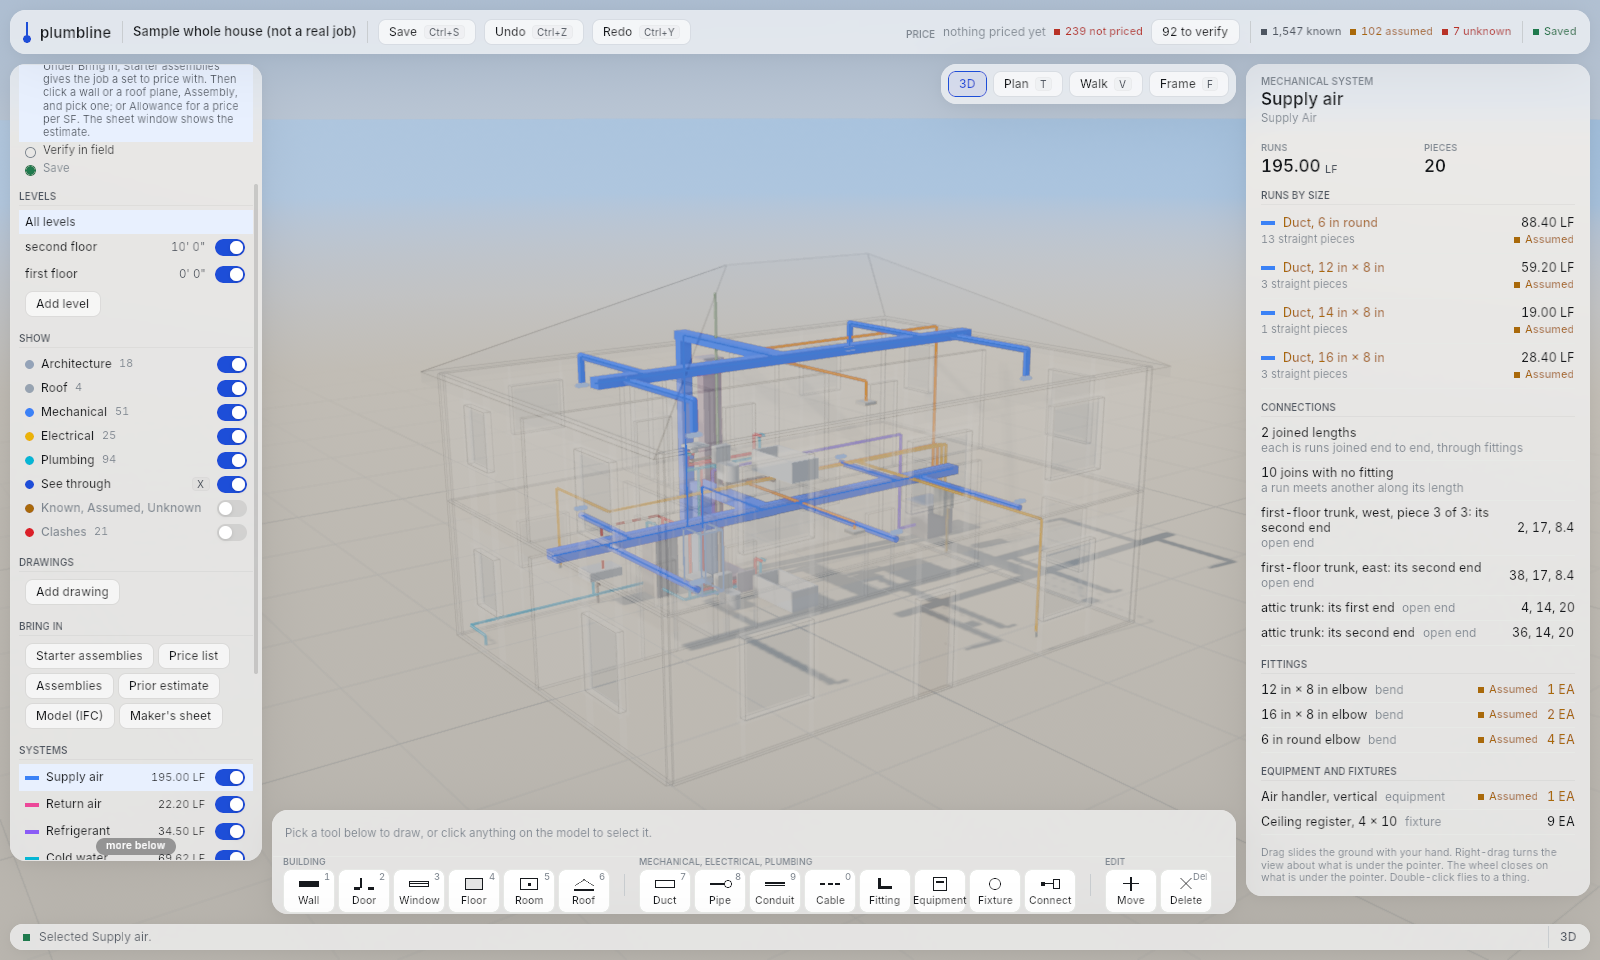 plumbline
Sample whole house (not a real job)
Save Ctrl+S
Undo Ctrl+Z
Redo Ctrl+Y
PRICE nothing priced yet
239 not priced
92 to verify
1,547 known
102 assumed
7 unknown
Saved
Under Bring in, Starter assemblies
gives the job a set to price with. Then
click a wall or a roof plane, Assembly,
and pick one; or Allowance for a price
per SF. The sheet window shows the
estimate.
Verify in field
Save
LEVELS
All levels
second floor 10' 0"
first floor 0' 0"
Add level
SHOW
Architecture 18
Roof 4
Mechanical 51
Electrical 25
Plumbing 94
See through X
Known, Assumed, Unknown
Clashes 21
DRAWINGS
Add drawing
BRING IN
Starter assemblies Price list
Assemblies Prior estimate
Model (IFC) Maker's sheet
SYSTEMS
Supply air 195.00 LF
Return air 22.20 LF
Refrigerant 34.50 LF
more below
Cold water 69.62 LF
3D
Plan T
Walk V
Frame F
Pick a tool below to draw, or click anything on the model to select it.
BUILDING
Wall 1
Door 2
Window 3
Floor 4
Room 5
Roof 6
MECHANICAL, ELECTRICAL, PLUMBING
Duct 7
Pipe 8
Conduit 9
Cable 0
Fitting
Equipment
Fixture
Connect
EDIT
Move
Delete Del
MECHANICAL SYSTEM
Supply air
Supply Air
RUNS PIECES
195.00 LF 20
RUNS BY SIZE
Duct, 6 in round 88.40 LF
13 straight pieces Assumed
Duct, 12 in × 8 in 59.20 LF
3 straight pieces Assumed
Duct, 14 in × 8 in 19.00 LF
1 straight pieces Assumed
Duct, 16 in × 8 in 28.40 LF
3 straight pieces Assumed
CONNECTIONS
2 joined lengths
each is runs joined end to end, through fittings
10 joins with no fitting
a run meets another along its length
first-floor trunk, west, piece 3 of 3: its
second end 2, 17, 8.4
open end
first-floor trunk, east: its second end 38, 17, 8.4
open end
attic trunk: its first end open end 4, 14, 20
attic trunk: its second end open end 36, 14, 20
FITTINGS
12 in × 8 in elbow bend Assumed 1 EA
16 in × 8 in elbow bend Assumed 2 EA
6 in round elbow bend Assumed 4 EA
EQUIPMENT AND FIXTURES
Air handler, vertical equipment Assumed 1 EA
Ceiling register, 4 × 10 fixture 9 EA
Drag slides the ground with your hand. Right-drag turns the
view about what is under the pointer. The wheel closes on
what is under the pointer. Double-click flies to a thing.
Selected Supply air.
3D